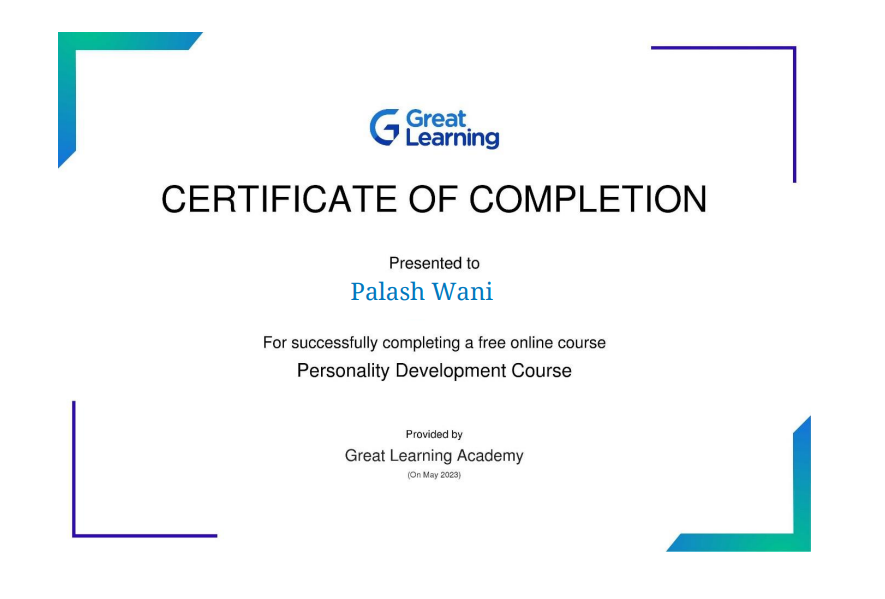 Great
Learning
CERTIFICATE OF COMPLETION
Presented to
Palash Wani
For successfully completing a free online course
Personality Development Course
Provided by
Great Learning Academy
(On May 2023)